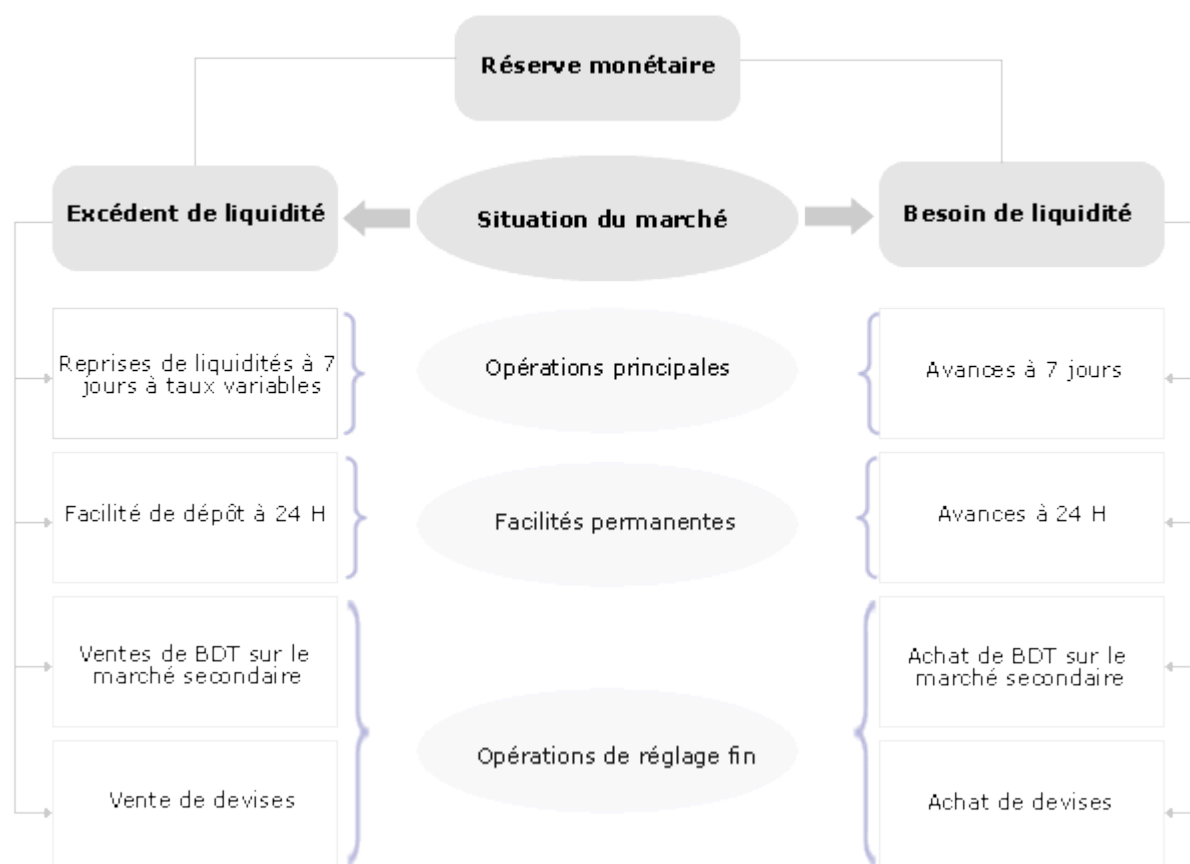 Réserve monétaire
Excédent de liquidité
Situation du marché
Besoin de liquidité
Reprises de liquidités à 7
jours à taux variables
Opérations principales
Avances à 7 jours
Facilité de dépôt à 24 H
Facilités permanentes
Avances à 24 H
Ventes de BDT sur le
marché secondaire
Achat de BDT sur le
marché secondaire
Opérations de réglage fin
Vente de devises
Achat de devises